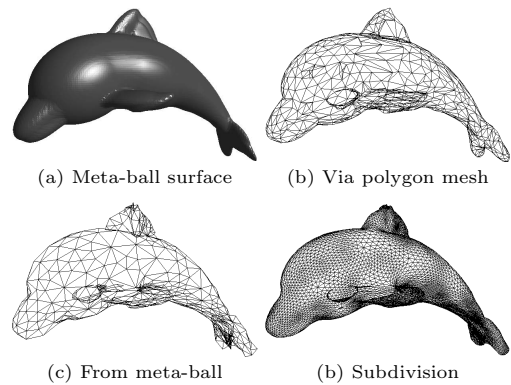 (a) Meta-ball surface
(b) Via polygon mesh
(c) From meta-ball
(b) Subdivision